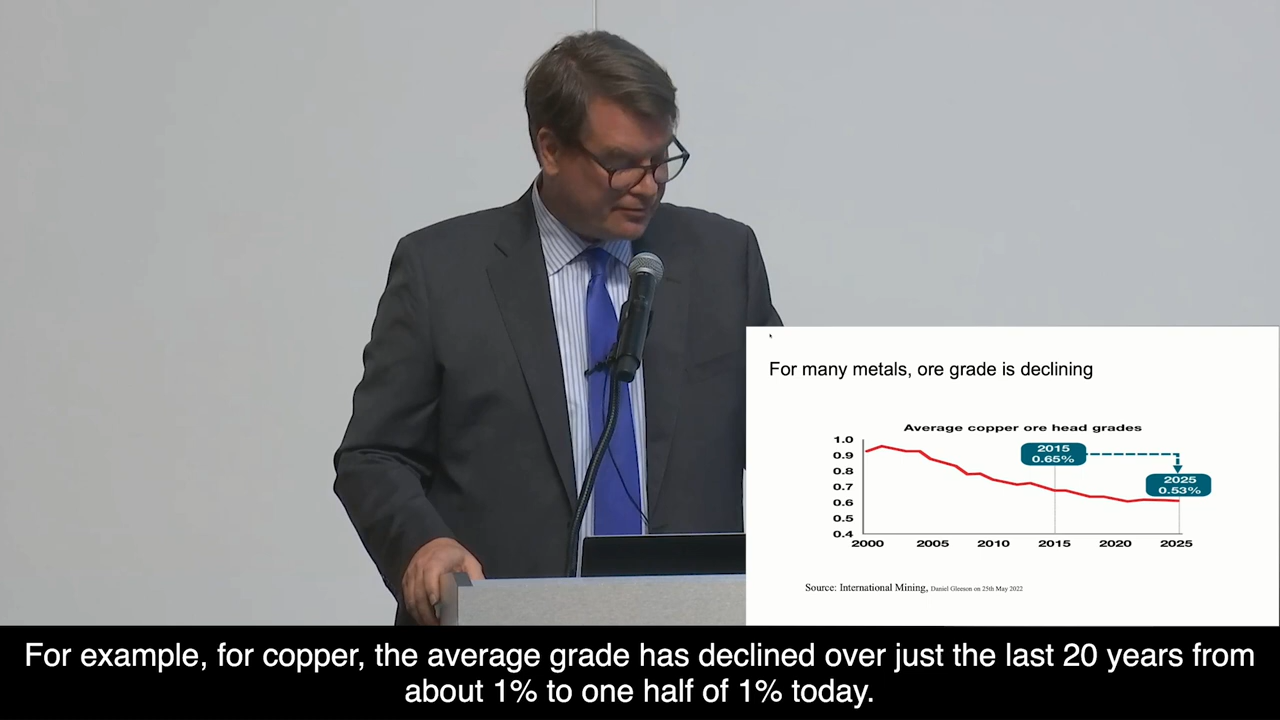 For many metals, ore grade is declining
Average copper ore head grades
1.0
0.9
0.8
0.7
0.6
0.5
0.4
2015
0.65%
2025
0.53%
2000 2005 2010 2015 2020 2025
Source: International Mining, Daniel Gleeson on 25th May 2022
For example, for copper, the average grade has declined over just the last 20 years from
about 1% to one half of 1% today.